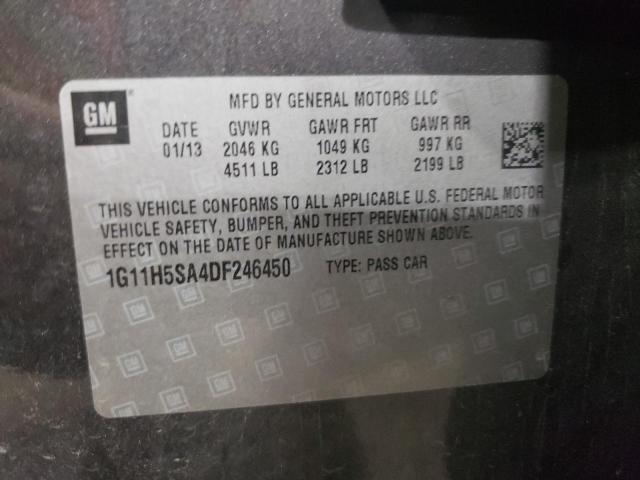 GM
MFD BY GENERAL MOTORS LLC
DATE GVWR GAWR FRT GAWR RR
01/13 2046 KG 1049 KG 997 KG
4511 LB 2312 LB 2199 LB
THIS VEHICLE CONFORMS TO ALL APPLICABLE U.S. FEDERAL MOTOR
VEHICLE SAFETY, BUMPER, AND THEFT PREVENTION STANDARDS IN
EFFECT ON THE DATE OF MANUFACTURE SHOWN ABOVE.
1G11H5SA4DF246450 TYPE: PASS CAR